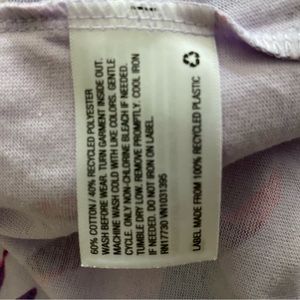 60% COTTON / 40% RECYCLED POLYESTER
WASH BEFORE WEAR. TURN GARMENT INSIDE OUT.
MACHINE WASH COLD WITH LIKE COLORS. GENTLE
CYCLE. ONLY NON-CHLORINE BLEACH IF NEEDED.
TUMBLE DRY LOW. REMOVE PROMPTLY. COOL IRON
IF NEEDED. DO NOT IRON ON LABEL.
RN17730 VN1031395
LABEL MADE FROM 100% RECYCLED PLASTIC